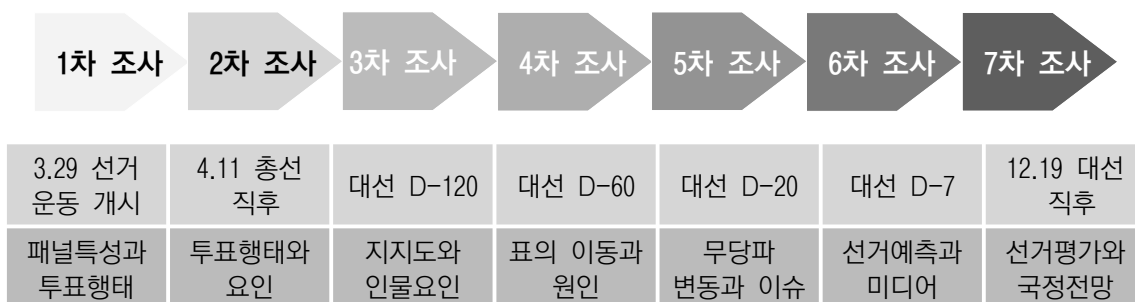 1차 조사 2차 조사 3차 조사 4차 조사 5차 조사 6차 조사 7차 조사
3.29 선거 운동 개시
4.11 총선 직후
대선 D-120
대선 D-60
대선 D-20
대선 D-7
12.19 대선 직후
패널특성과 투표행태
투표행태와 요인
지지도와 인물요인
표의 이동과 원인
무당파 변동과 이슈
선거예측과 미디어
선거평가와 국정전망